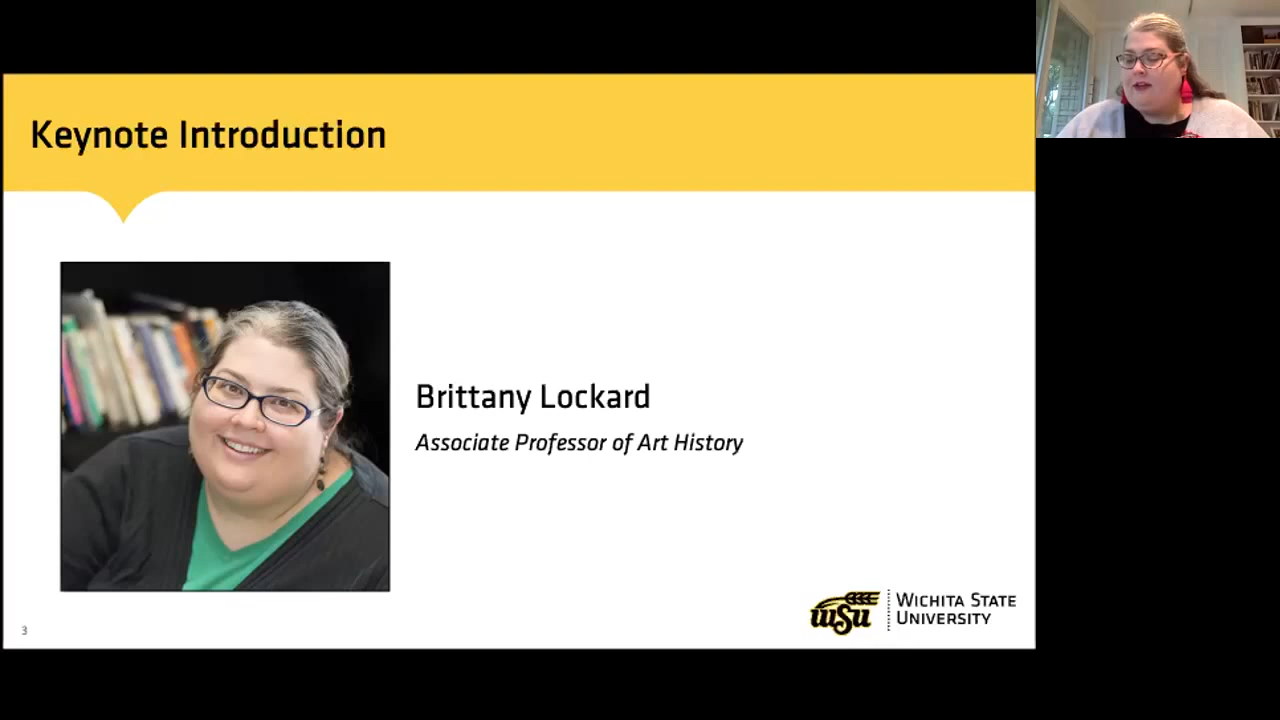 Keynote Introduction
Brittany Lockard
Associate Professor of Art History
WSU
WICHITA STATE
UNIVERSITY
3